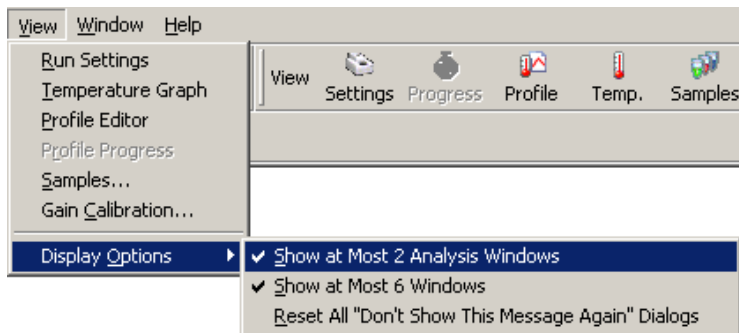 View Window Help
Run Settings
Temperature Graph
Profile Editor
Profile Progress
Samples...
Gain Calibration...
Display Options
View Settings Progress Profile Temp. Samples
Show at Most 2 Analysis Windows
Show at Most 6 Windows
Reset All "Don't Show This Message Again" Dialogs